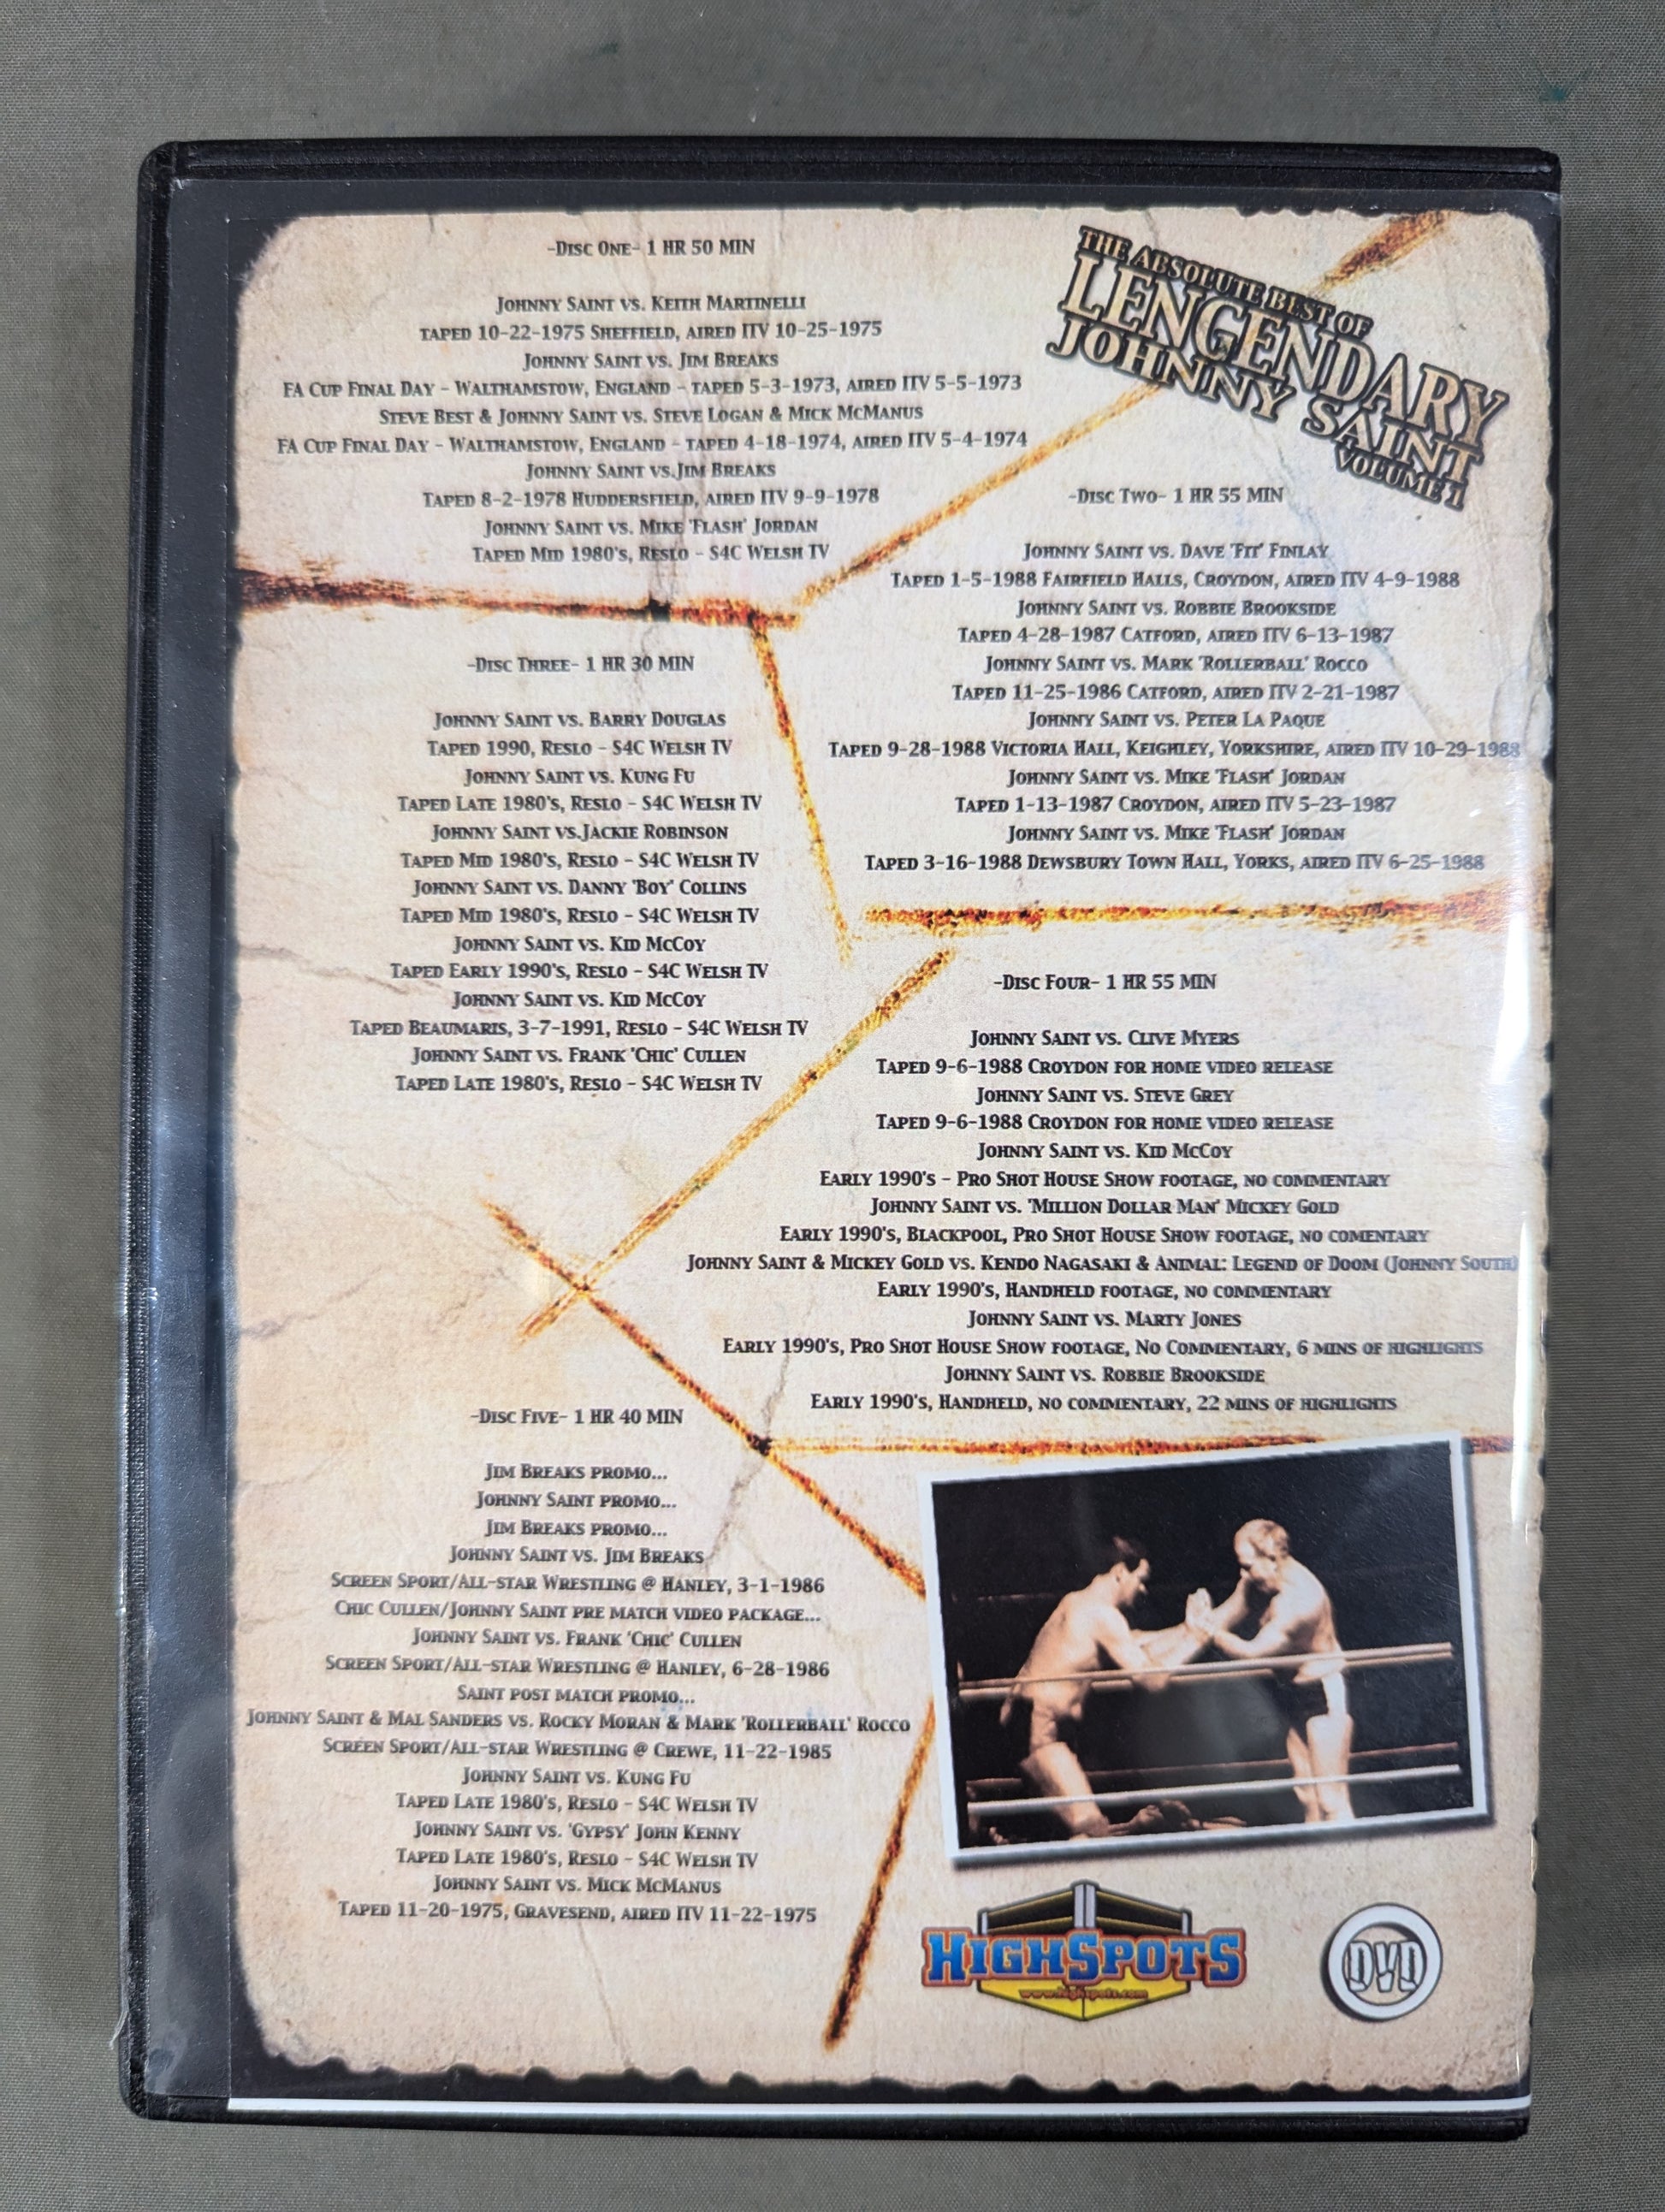 -Disc One- 1 HR 50 MIN
Johnny Saint vs. Keith Martinelli
taped 10-22-1975 Sheffield, aired ITV 10-25-1975
Johnny Saint vs. Jim Breaks
FA Cup Final Day - Walthamstow, England - taped 5-3-1973, aired ITV 5-5-1973
Steve Best & Johnny Saint vs. Steve Logan & Mick McManus
FA Cup Final Day - Walthamstow, England - taped 4-18-1974, aired ITV 5-4-1974
Johnny Saint vs.Jim Breaks
Taped 8-2-1978 Huddersfield, aired ITV 9-9-1978
Johnny Saint vs. Mike 'Flash' Jordan
Taped Mid 1980's, Reslo - S4C Welsh TV
THE ABSOLUTE BEST OF
LENGENDARY
JOHNNY SAINT
VOLUME 1
-Disc Two- 1 HR 55 MIN
Johnny Saint vs. Dave 'Fit' Finlay
Taped 1-5-1988 Fairfield Halls, Croydon, aired ITV 4-9-1988
Johnny Saint vs. Robbie Brookside
Taped 4-28-1987 Catford, aired ITV 6-13-1987
Johnny Saint vs. Mark 'Rollerball' Rocco
Taped 11-25-1986 Catford, aired ITV 2-21-1987
Johnny Saint vs. Peter La Paque
Taped 9-28-1988 Victoria Hall, Keighley, Yorkshire, aired ITV 10-29-1988
Johnny Saint vs. Mike 'Flash' Jordan
Taped 1-13-1987 Croydon, aired ITV 5-23-1987
Johnny Saint vs. Mike 'Flash' Jordan
Taped 3-16-1988 Dewsbury Town Hall, Yorks, aired ITV 6-25-1988
-Disc Three- 1 HR 30 MIN
Johnny Saint vs. Barry Douglas
Taped 1990, Reslo - S4C Welsh TV
Johnny Saint vs. Kung Fu
Taped Late 1980's, Reslo - S4C Welsh TV
Johnny Saint vs.Jackie Robinson
Taped Mid 1980's, Reslo - S4C Welsh TV
Johnny Saint vs. Danny 'Boy' Collins
Taped Mid 1980's, Reslo - S4C Welsh TV
Johnny Saint vs. Kid McCoy
Taped Early 1990's, Reslo - S4C Welsh TV
Johnny Saint vs. Kid McCoy
Taped Beaumaris, 3-7-1991, Reslo - S4C Welsh TV
Johnny Saint vs. Frank 'Chic' Cullen
Taped Late 1980's, Reslo - S4C Welsh TV
-Disc Four- 1 HR 55 MIN
Johnny Saint vs. Clive Myers
Taped 9-6-1988 Croydon for home video release
Johnny Saint vs. Steve Grey
Taped 9-6-1988 Croydon for home video release
Johnny Saint vs. Kid McCoy
Early 1990's - Pro Shot House Show footage, no commentary
Johnny Saint vs. 'Million Dollar Man' Mickey Gold
Early 1990's, Blackpool, Pro Shot House Show footage, no comentary
Johnny Saint & Mickey Gold vs. Kendo Nagasaki & Animal: Legend of Doom (Johnny South)
Early 1990's, Handheld footage, no commentary
Johnny Saint vs. Marty Jones
Early 1990's, Pro Shot House Show footage, No Commentary, 6 mins of highlights
Johnny Saint vs. Robbie Brookside
Early 1990's, Handheld, no commentary, 22 mins of highlights
-Disc Five- 1 HR 40 MIN
Jim Breaks promo...
Johnny Saint promo...
Jim Breaks promo...
Johnny Saint vs. Jim Breaks
Screen Sport/All-star Wrestling @ Hanley, 3-1-1986
Chic Cullen/Johnny Saint pre match video package...
Johnny Saint vs. Frank 'Chic' Cullen
Screen Sport/All-star Wrestling @ Hanley, 6-28-1986
Saint post match promo...
Johnny Saint & Mal Sanders vs. Rocky Moran & Mark 'Rollerball' Rocco
Screen Sport/All-star Wrestling @ Crewe, 11-22-1985
Johnny Saint vs. Kung Fu
Taped Late 1980's, Reslo - S4C Welsh TV
Johnny Saint vs. 'Gypsy' John Kenny
Taped Late 1980's, Reslo - S4C Welsh TV
Johnny Saint vs. Mick McManus
Taped 11-20-1975, Gravesend, aired ITV 11-22-1975
HIGHSPOTS
www.highspots.com
DVD